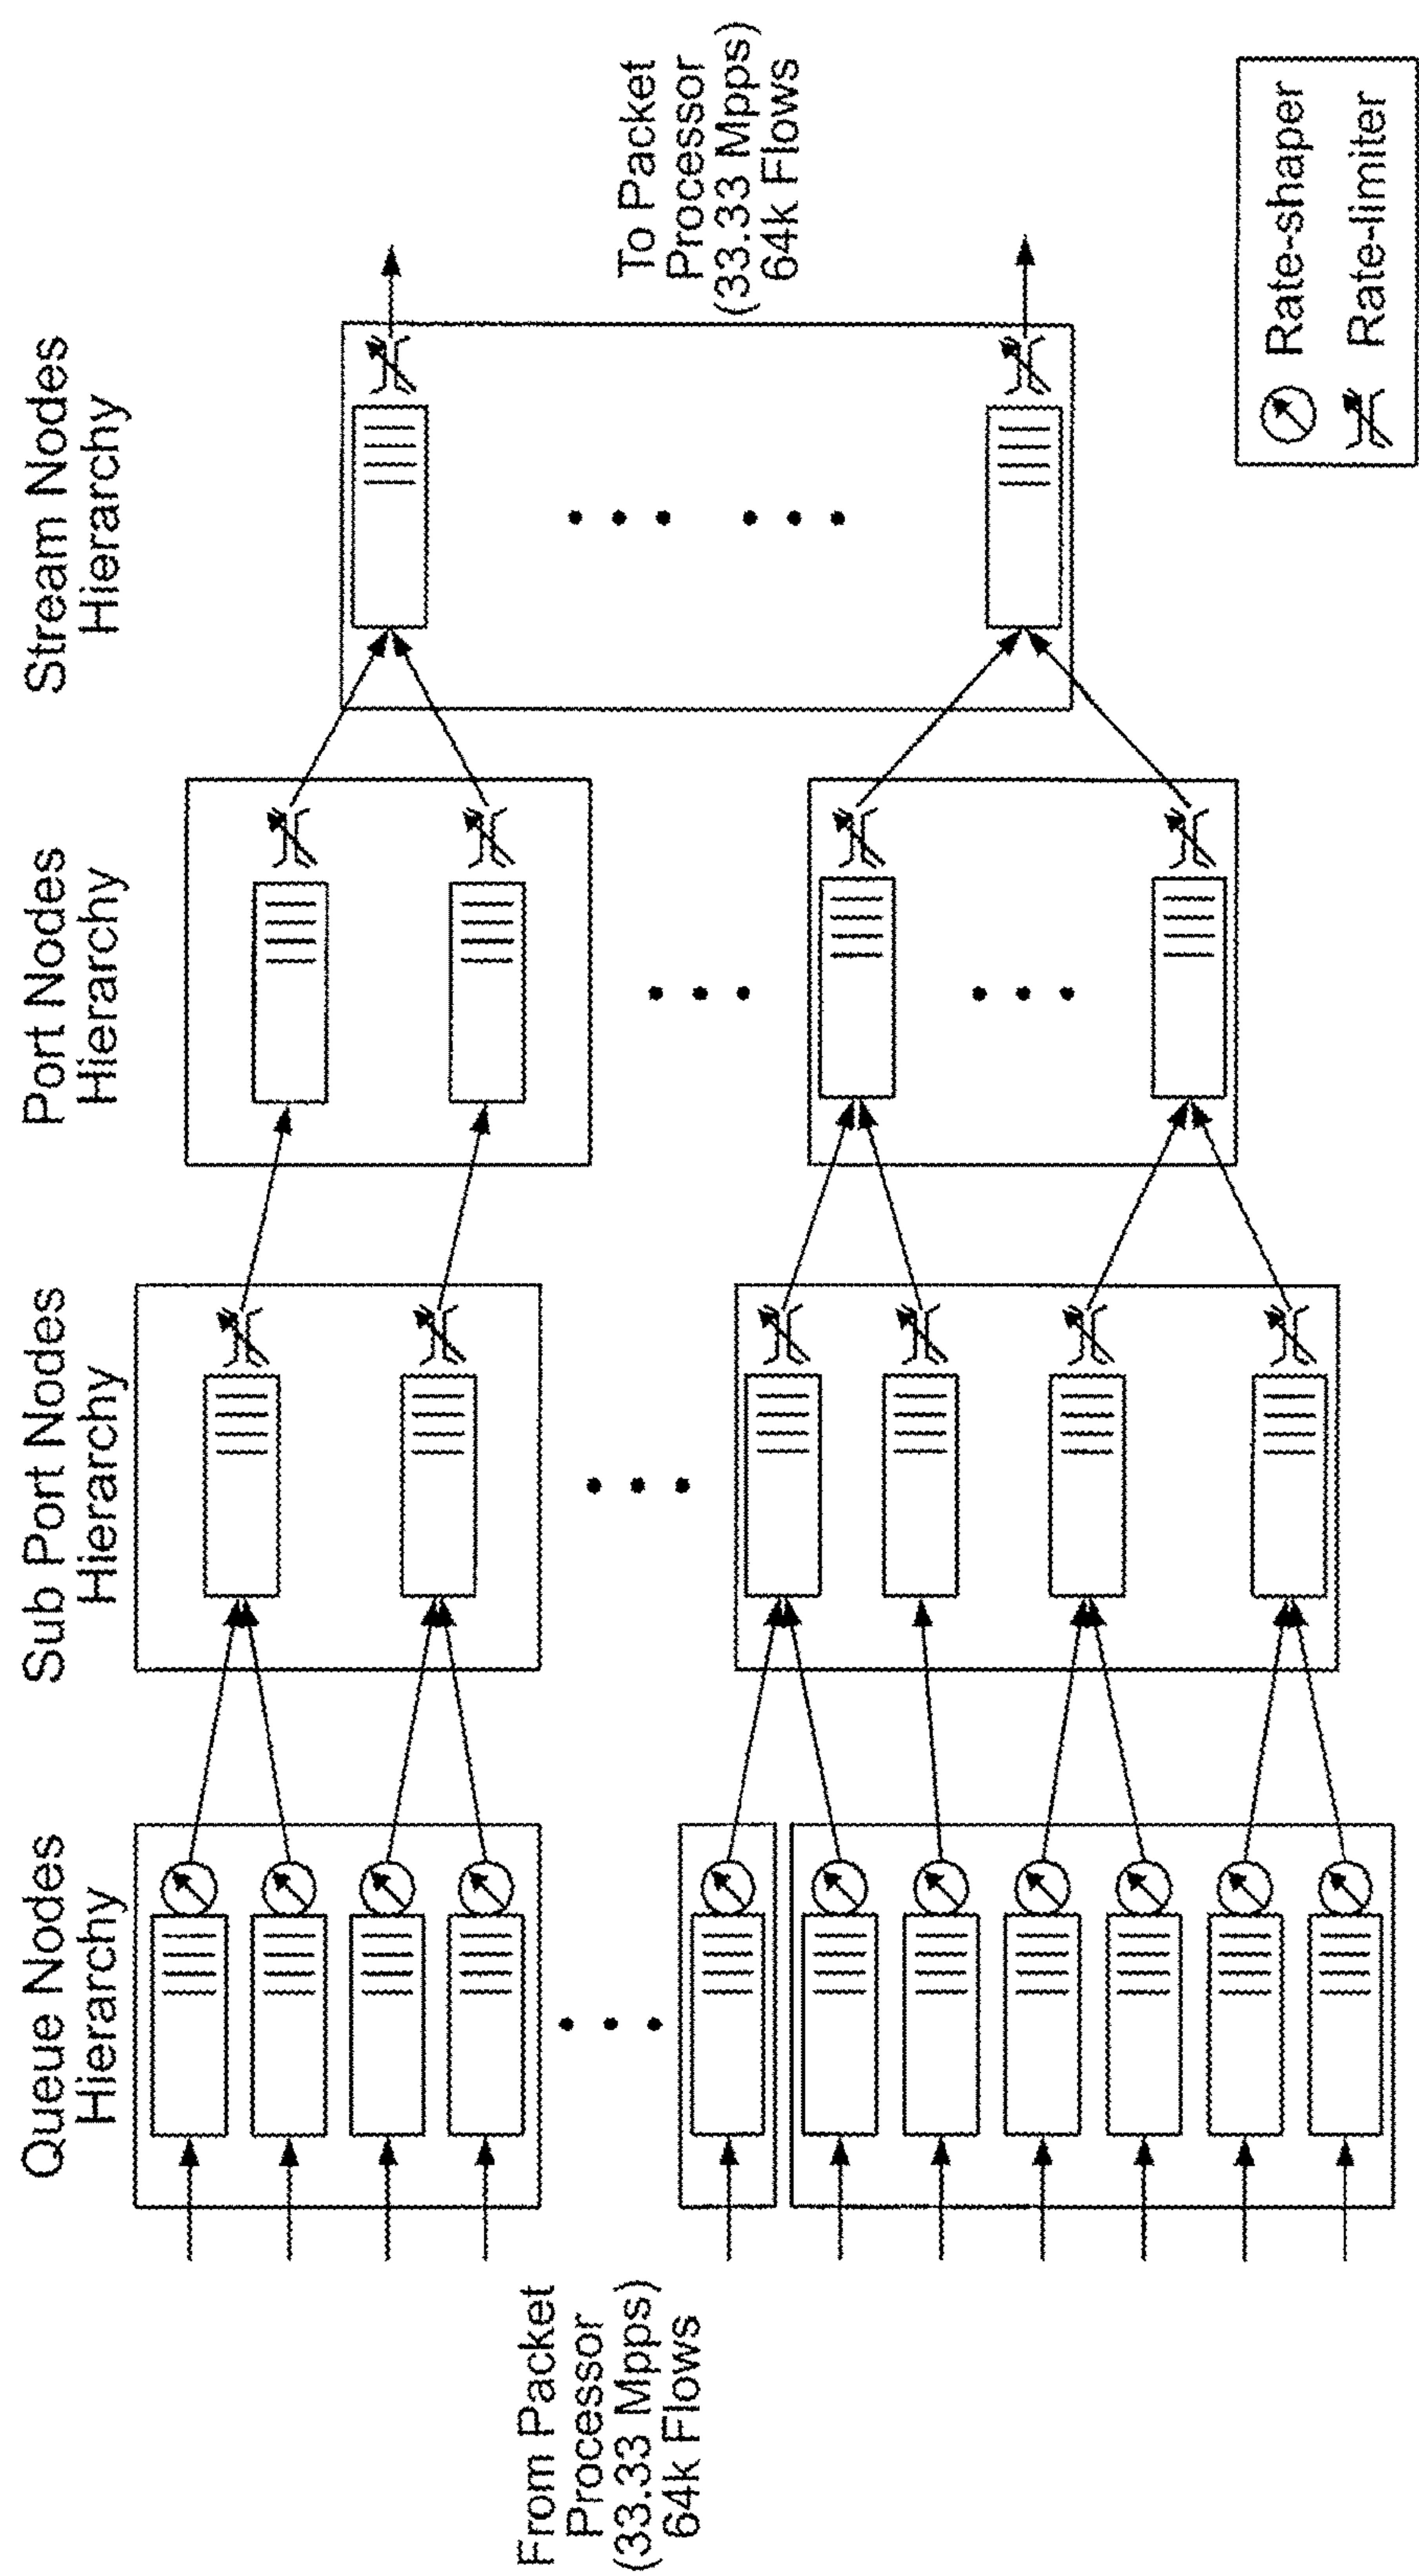 Queue Nodes
Hierarchy
Sub Port Nodes
Hierarchy
Port Nodes
Hierarchy
Stream Nodes
Hierarchy
From Packet
Processor
(33.33 Mpps)
64k Flows
To Packet
Processor
(33.33 Mpps)
64k Flows
Rate-shaper
Rate-limiter